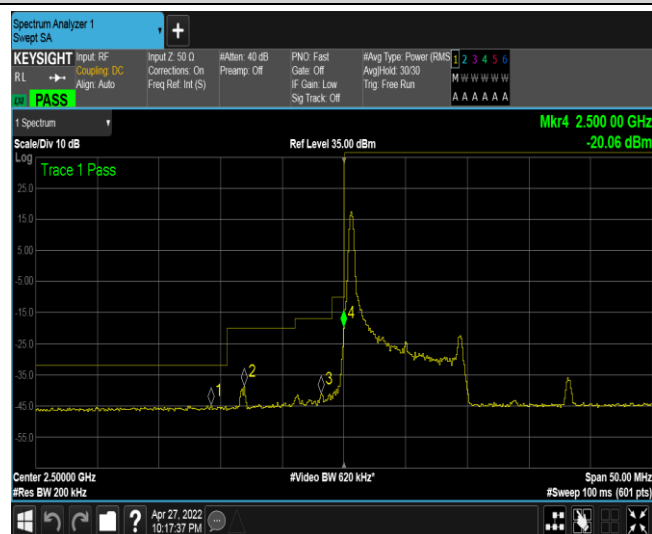 Spectrum Analyzer 1
Swept SA
+
KEYSIGHT
RL
PASS
Input: RF
Coupling: DC
Align: Auto
Input Z: 50 Ω
Corrections: On
Freq Ref: Int (S)
#Atten: 40 dB
Preamp: Off
PNO: Fast
Gate: Off
IF Gain: Low
Sig Track: Off
#Avg Type: Power (RMS
Avg|Hold: 30/30
Trig: Free Run
1 2 3 4 5 6
M W W W W W
A A A A A A
1 Spectrum
Scale/Div 10 dB
Ref Level 35.00 dBm
Mkr4 2.500 00 GHz
-20.06 dBm
Log
Trace 1 Pass
25.0
15.0
5.00
-5.00
-15.0
-25.0
-35.0
-45.0
-55.0
1
2
3
4
Center 2.50000 GHz
#Video BW 620 kHz*
Span 50.00 MHz
#Res BW 200 kHz
#Sweep 100 ms (601 pts)
?
Apr 27, 2022
10:17:37 PM